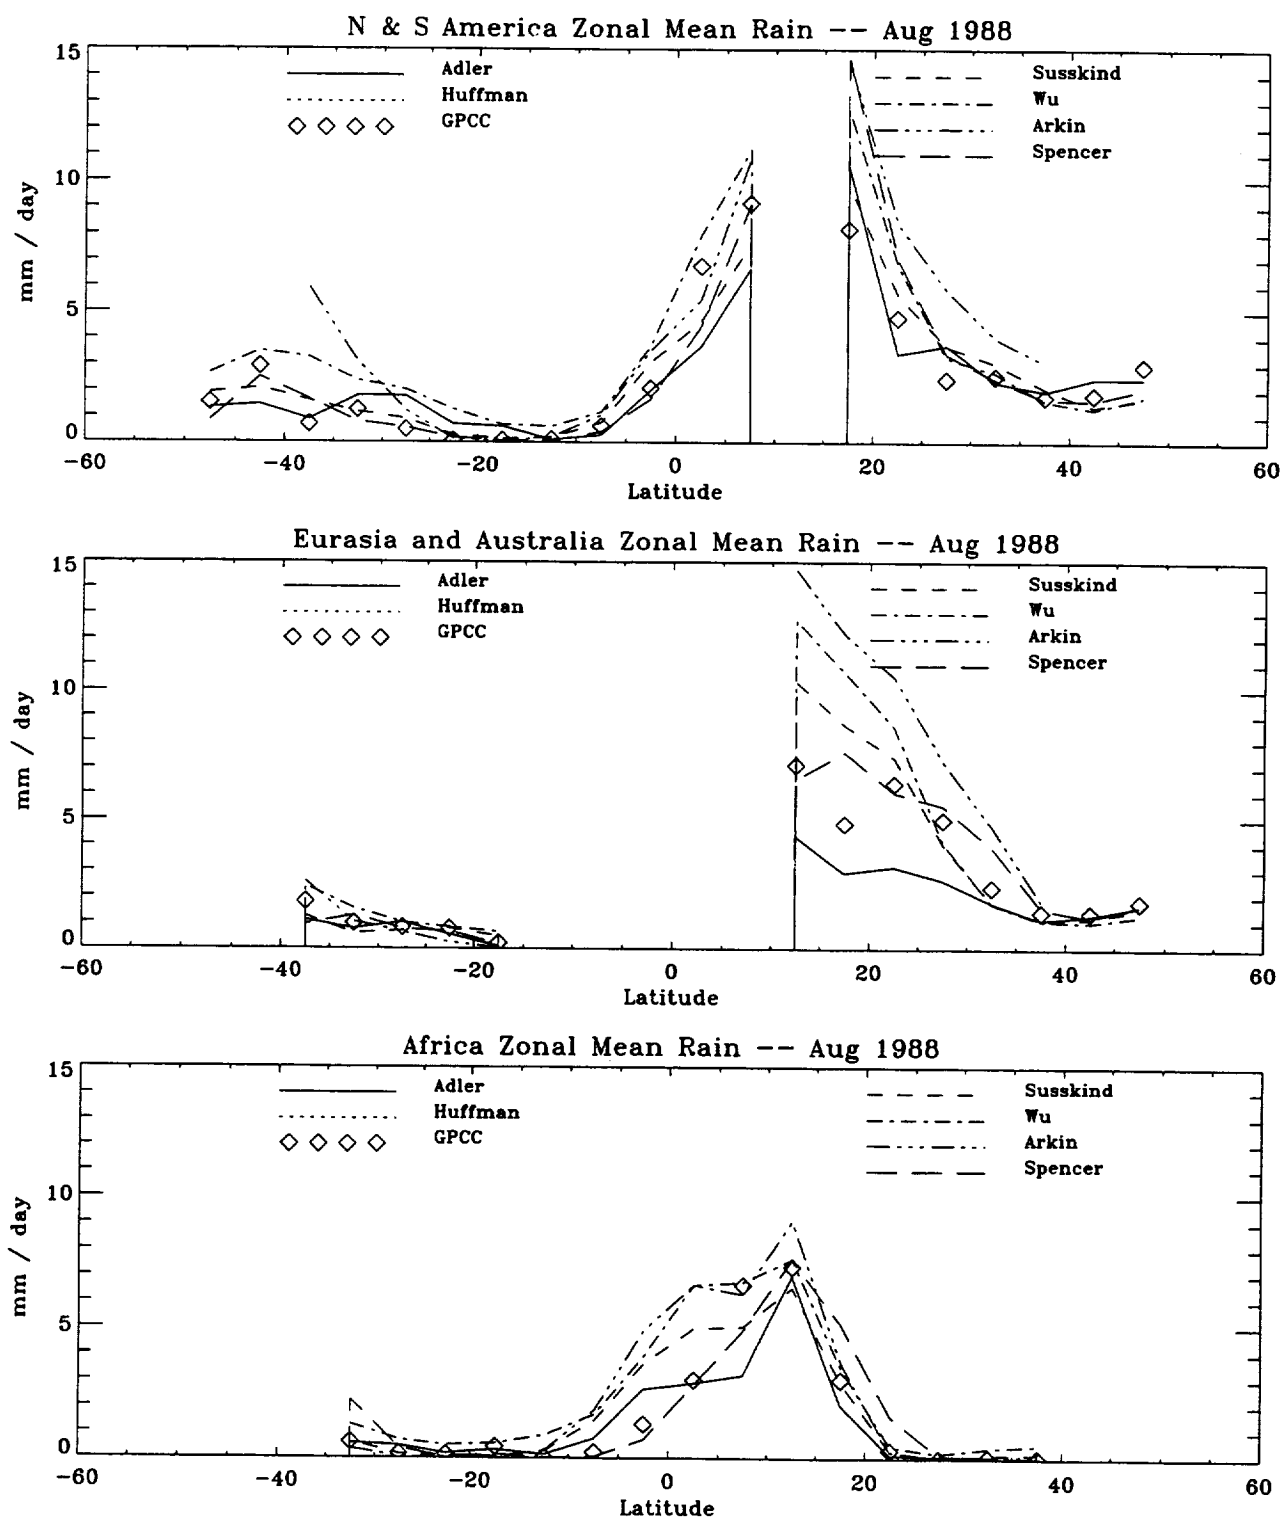 N & S America Zonal Mean Rain -- Aug 1988
15
Adler
Huffman
GPCC
Susskind
Wu
Arkin
Spencer
10
5
0
mm / day
-60 -40 -20 0 20 40 60
Latitude
Eurasia and Australia Zonal Mean Rain -- Aug 1988
15
Adler
Huffman
GPCC
Susskind
Wu
Arkin
Spencer
10
5
0
mm / day
-60 -40 -20 0 20 40 60
Latitude
Africa Zonal Mean Rain -- Aug 1988
15
Adler
Huffman
GPCC
Susskind
Wu
Arkin
Spencer
10
5
0
mm / day
-60 -40 -20 0 20 40 60
Latitude